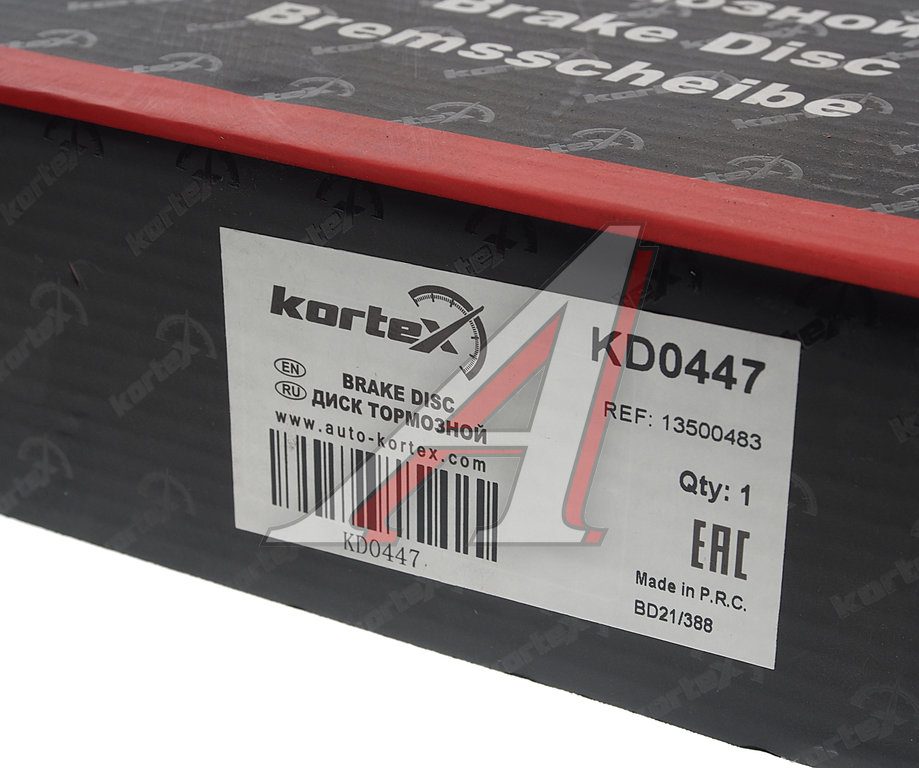 озной
Brake Disc
Bremsscheibe
kortex
KD0447
EN BRAKE DISC
RU ДИСК ТОРМОЗНОЙ
www.auto-kortex.com
KD0447
REF: 13500483
Qty: 1
EAC
Made in P.R.C.
BD21/388